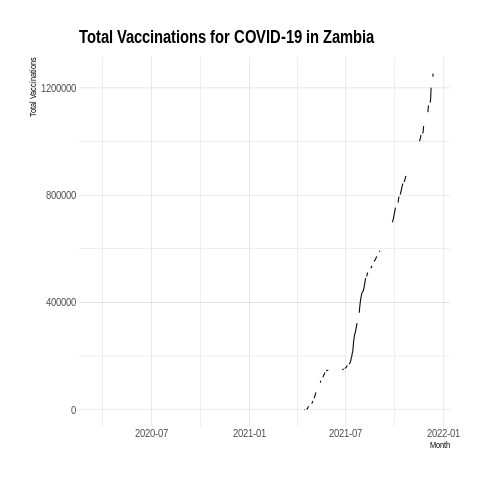 Total Vaccinations for COVID-19 in Zambia
Total Vaccinations
1200000
800000
400000
0
2020-07 2021-01 2021-07 2022-01
Month